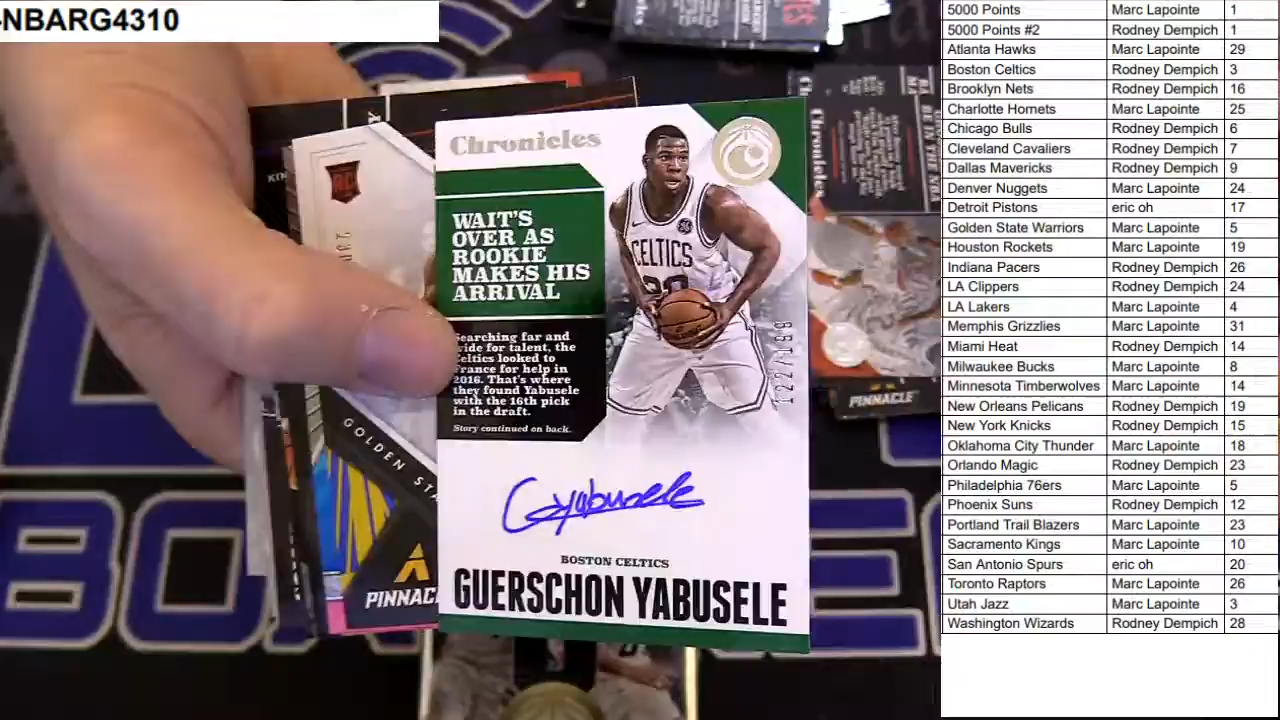 -NBARG4310
Chronicles
WAIT'S
OVER AS
ROOKIE
MAKES HIS
ARRIVAL
Searching far and
wide for talent, the
Celtics looked to
France for help in
2016. That's where
they found Yabusele
with the 16th pick
in the draft.
Story continued on back.
CELTICS
122/199
GYabusele
BOSTON CELTICS
GUERSCHON YABUSELE
RC
KIN
GOLDEN STA
PINNACL
Chronicles
PINNACLE
5000 Points Marc Lapointe 1
5000 Points #2 Rodney Dempich 1
Atlanta Hawks Marc Lapointe 29
Boston Celtics Rodney Dempich 3
Brooklyn Nets Rodney Dempich 16
Charlotte Hornets Marc Lapointe 25
Chicago Bulls Rodney Dempich 6
Cleveland Cavaliers Rodney Dempich 7
Dallas Mavericks Rodney Dempich 9
Denver Nuggets Marc Lapointe 24
Detroit Pistons eric oh 17
Golden State Warriors Marc Lapointe 5
Houston Rockets Marc Lapointe 19
Indiana Pacers Rodney Dempich 26
LA Clippers Rodney Dempich 24
LA Lakers Marc Lapointe 4
Memphis Grizzlies Marc Lapointe 31
Miami Heat Rodney Dempich 14
Milwaukee Bucks Marc Lapointe 8
Minnesota Timberwolves Marc Lapointe 14
New Orleans Pelicans Rodney Dempich 19
New York Knicks Rodney Dempich 15
Oklahoma City Thunder Marc Lapointe 18
Orlando Magic Rodney Dempich 23
Philadelphia 76ers Marc Lapointe 5
Phoenix Suns Rodney Dempich 12
Portland Trail Blazers Marc Lapointe 23
Sacramento Kings Marc Lapointe 10
San Antonio Spurs eric oh 20
Toronto Raptors Marc Lapointe 26
Utah Jazz Marc Lapointe 3
Washington Wizards Rodney Dempich 28